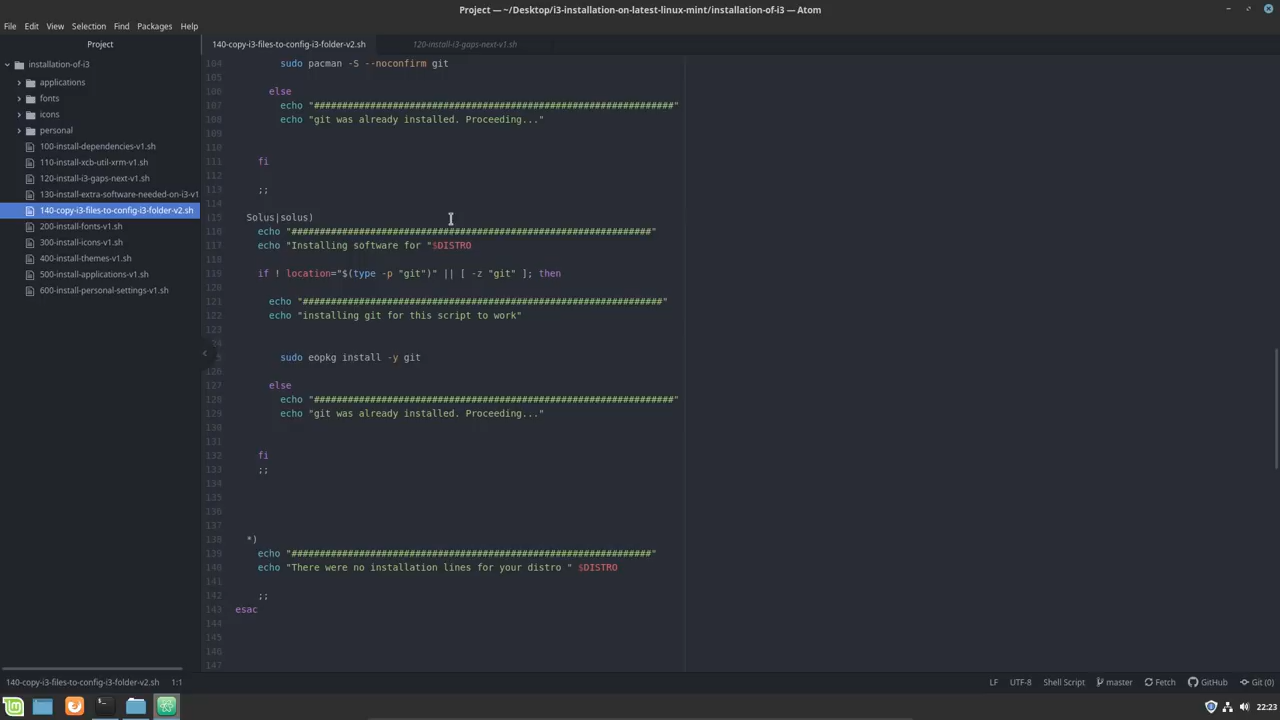 Project — ~/Desktop/i3-installation-on-latest-linux-mint/installation-of-i3 — Atom
File Edit View Selection Find Packages Help
Project
140-copy-i3-files-to-config-i3-folder-v2.sh
120-install-i3-gaps-next-v1.sh
installation-of-i3
applications
fonts
icons
personal
100-install-dependencies-v1.sh
110-install-xcb-util-xrm-v1.sh
120-install-i3-gaps-next-v1.sh
130-install-extra-software-needed-on-i3-v1
140-copy-i3-files-to-config-i3-folder-v2.sh
200-install-fonts-v1.sh
300-install-icons-v1.sh
400-install-themes-v1.sh
500-install-applications-v1.sh
600-install-personal-settings-v1.sh
104 sudo pacman -S --noconfirm git
105
106 else
107 echo "################################################################"
108 echo "git was already installed. Proceeding..."
109
110
111 fi
112
113 ;;
114
115 Solus|solus)
116 echo "################################################################"
117 echo "Installing software for "$DISTRO
118
119 if ! location="$(type -p "git")" || [ -z "git" ]; then
120
121 echo "################################################################"
122 echo "installing git for this script to work"
123
124
125 sudo eopkg install -y git
126
127 else
128 echo "################################################################"
129 echo "git was already installed. Proceeding..."
130
131
132 fi
133 ;;
134
135
136
137
138 *)
139 echo "################################################################"
140 echo "There were no installation lines for your distro " $DISTRO
141
142 ;;
143 esac
144
145
146
147
140-copy-i3-files-to-config-i3-folder-v2.sh 1:1
LF UTF-8 Shell Script master Fetch GitHub Git (0)
22:23